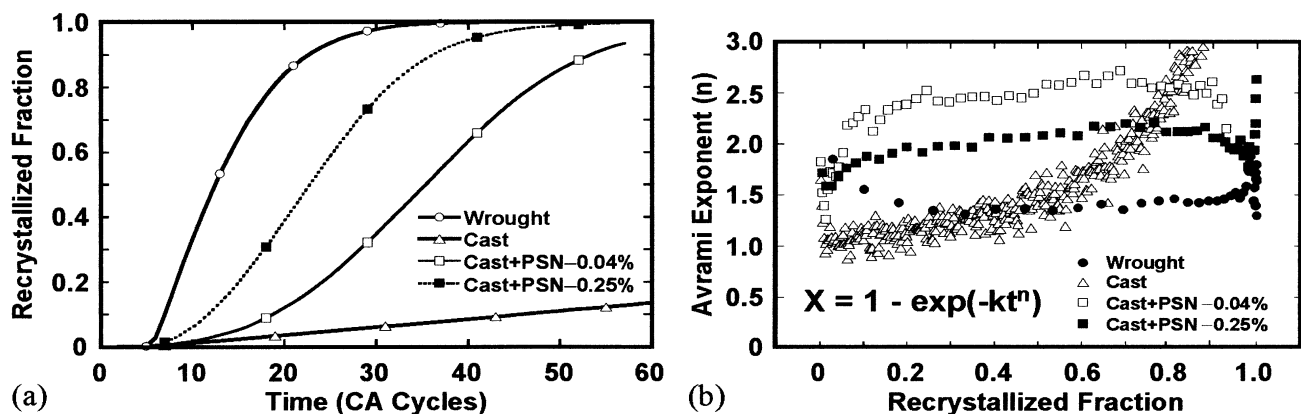 1.0
0.8
0.6
0.4
0.2
0
Recrystallized Fraction
Wrought
Cast
Cast+PSN–0.04%
Cast+PSN–0.25%
0 10 20 30 40 50 60
Time (CA Cycles)
(a)
3.0
2.5
2.0
1.5
1.0
0.5
0
Avrami Exponent (n)
X = 1 - exp(-ktⁿ)
Wrought
Cast
Cast+PSN–0.04%
Cast+PSN–0.25%
0 0.2 0.4 0.6 0.8 1.0
Recrystallized Fraction
(b)